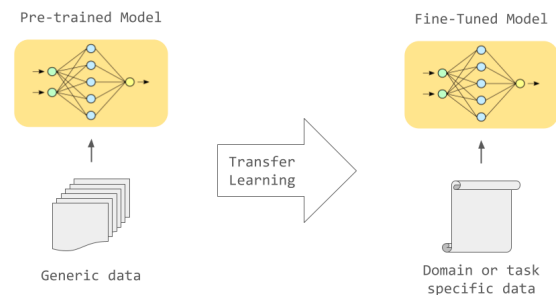 Pre-trained Model
Fine-Tuned Model
Transfer
Learning
Generic data
Domain or task
specific data